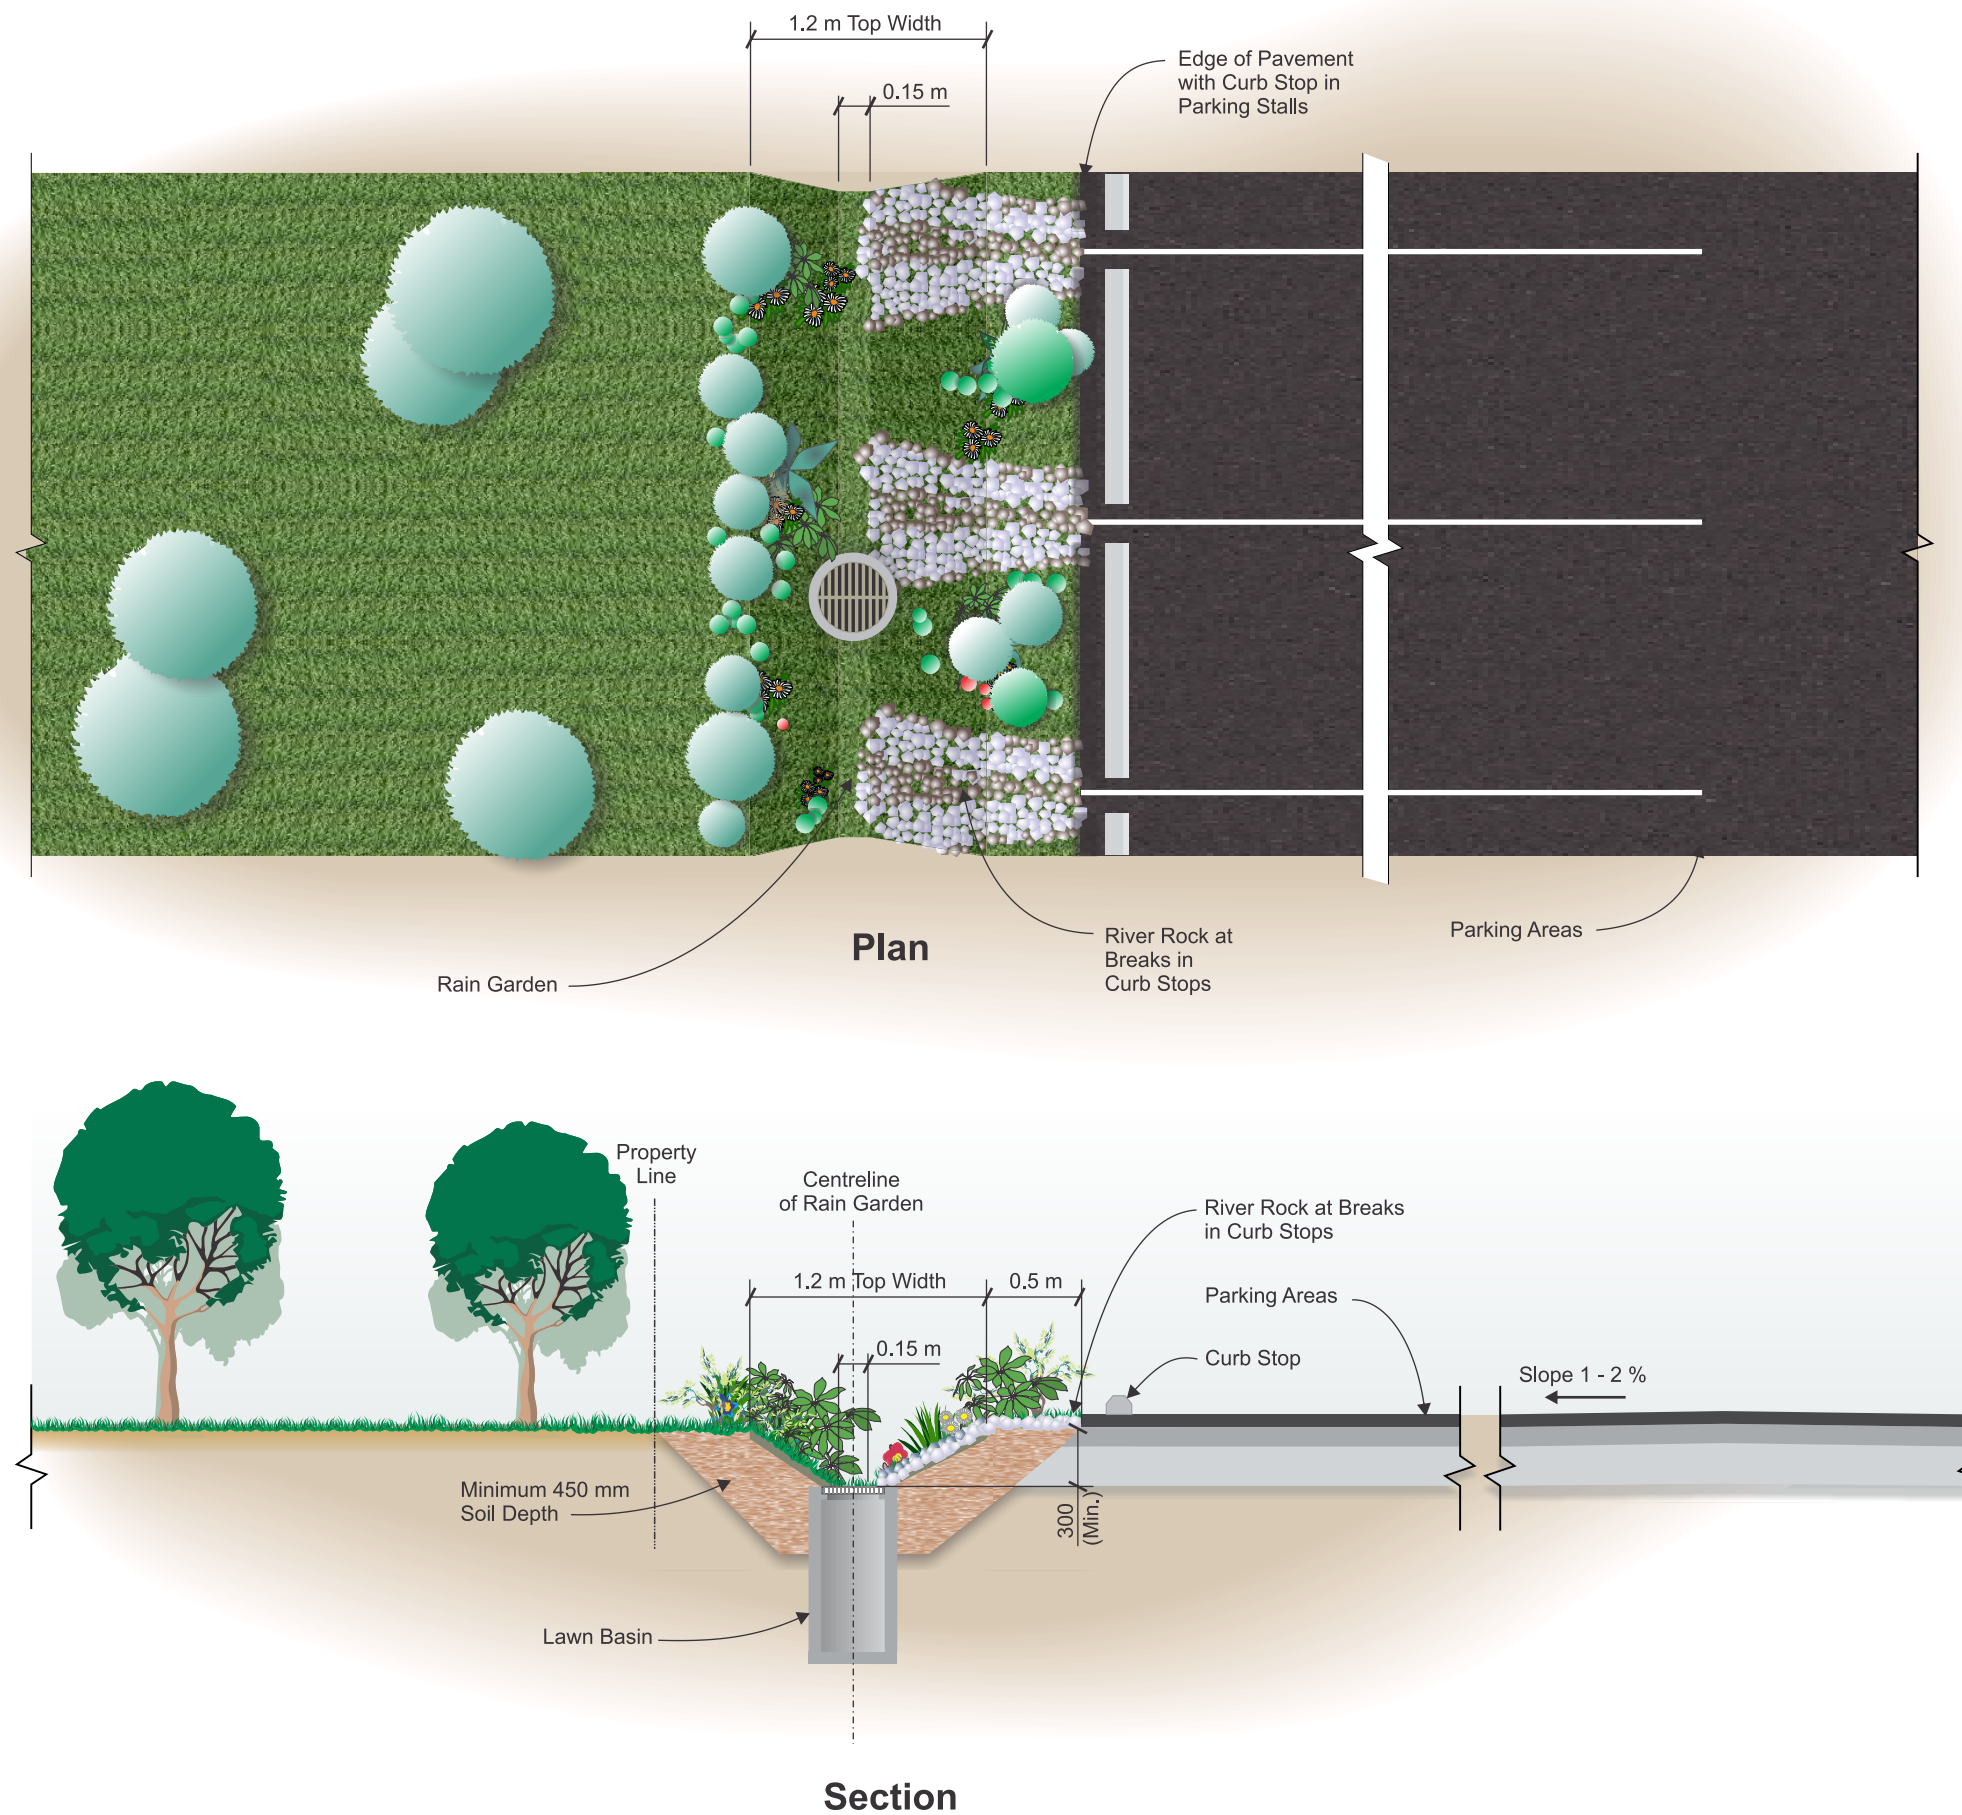 1.2 m Top Width
0.15 m
Edge of Pavement
with Curb Stop in
Parking Stalls
Plan
River Rock at
Breaks in
Curb Stops
Parking Areas
Rain Garden
Property
Line
Centreline
of Rain Garden
River Rock at Breaks
in Curb Stops
1.2 m Top Width
0.5 m
Parking Areas
0.15 m
Curb Stop
Slope 1 - 2 %
Minimum 450 mm
Soil Depth
300
(Min.)
Lawn Basin
Section